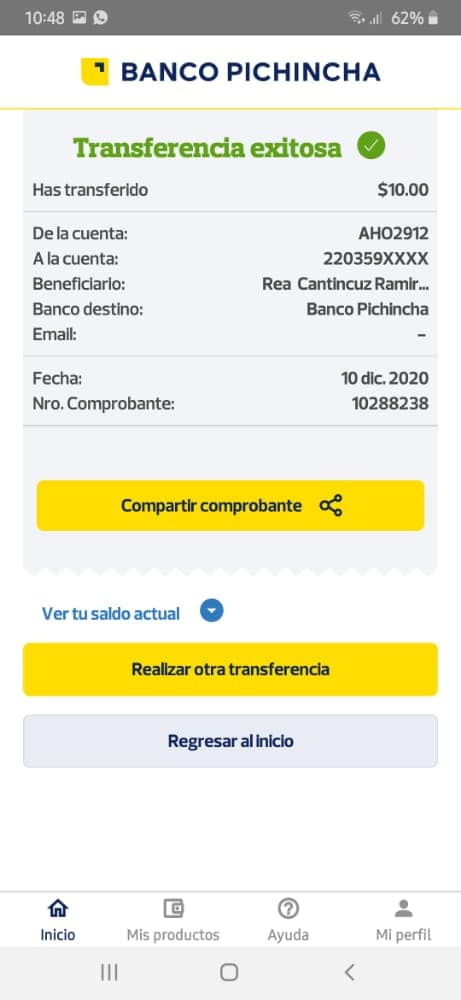 10:48 62%
BANCO PICHINCHA
Transferencia exitosa
Has transferido $10.00
De la cuenta: AHO2912
A la cuenta: 220359XXXX
Beneficiario: Rea Cantincuz Ramir...
Banco destino: Banco Pichincha
Email: -
Fecha: 10 dic. 2020
Nro. Comprobante: 10288238
Compartir comprobante
Ver tu saldo actual
Realizar otra transferencia
Regresar al inicio
Inicio Mis productos Ayuda Mi perfil